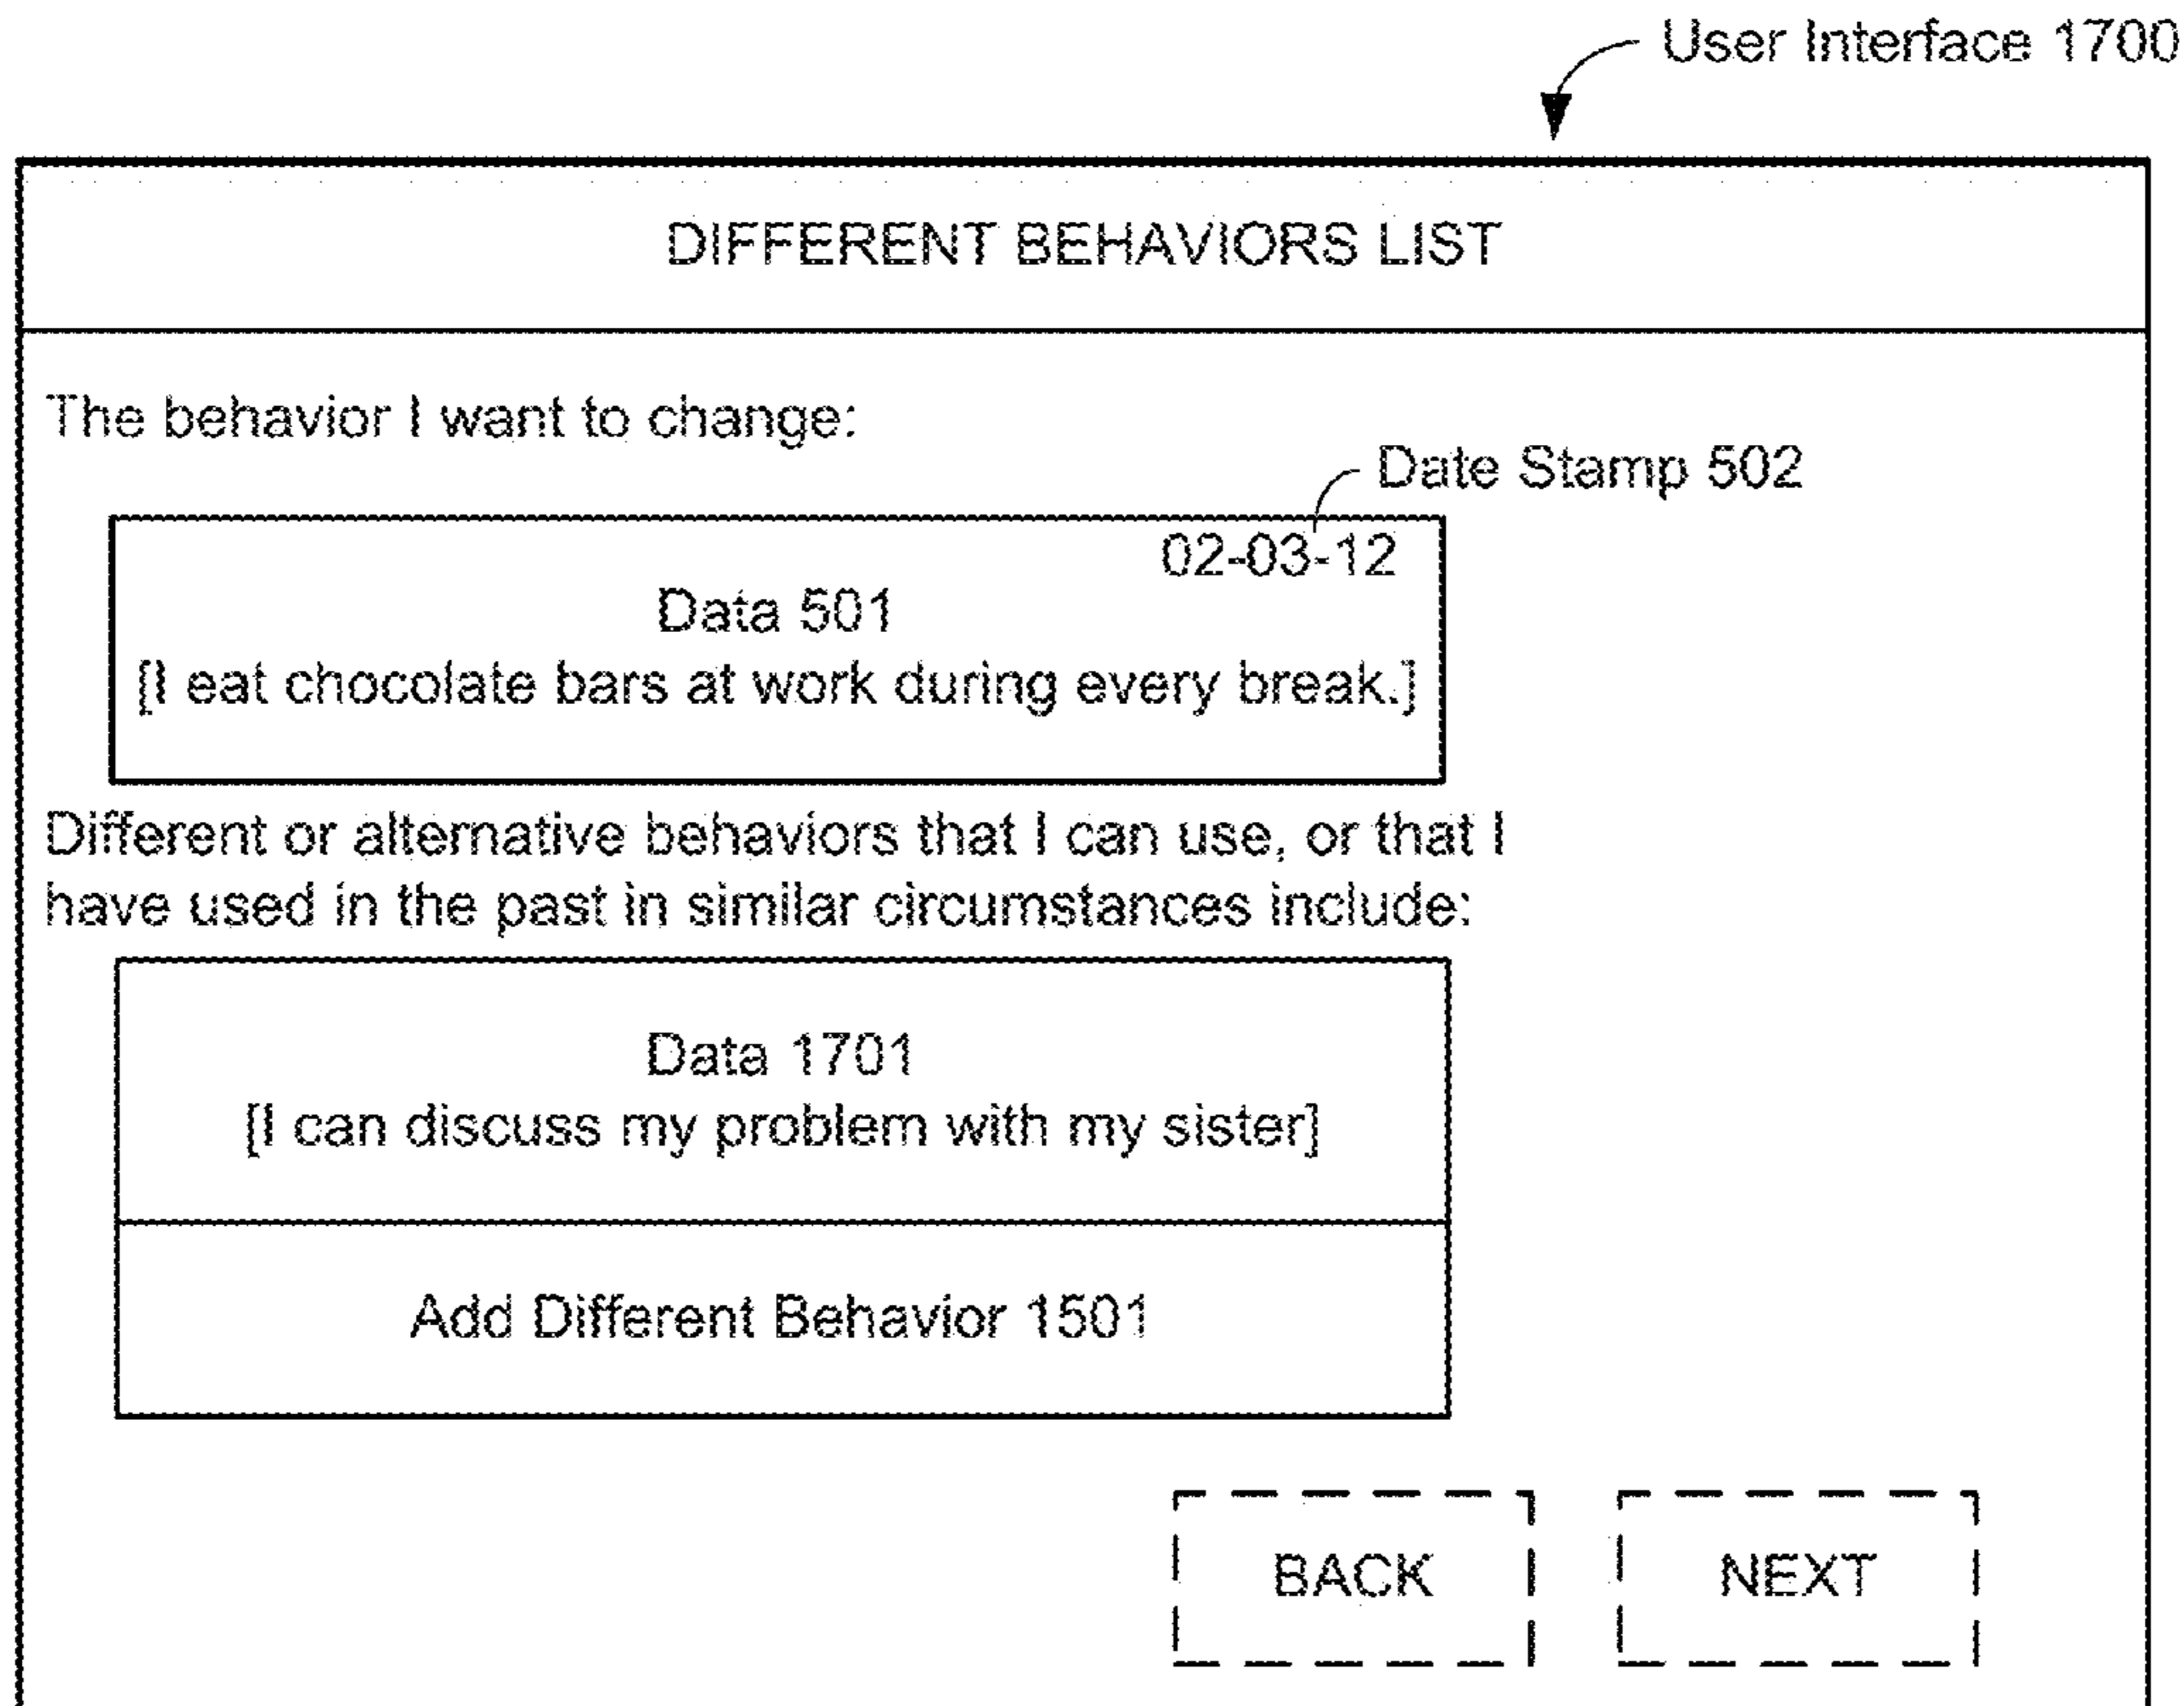 User Interface 1700
DIFFERENT BEHAVIORS LIST
The behavior I want to change:
Date Stamp 502
02-03-12
Data 501
[I eat chocolate bars at work during every break.]
Different or alternative behaviors that I can use, or that I
have used in the past in similar circumstances include:
Data 1701
[I can discuss my problem with my sister]
Add Different Behavior 1501
BACK NEXT